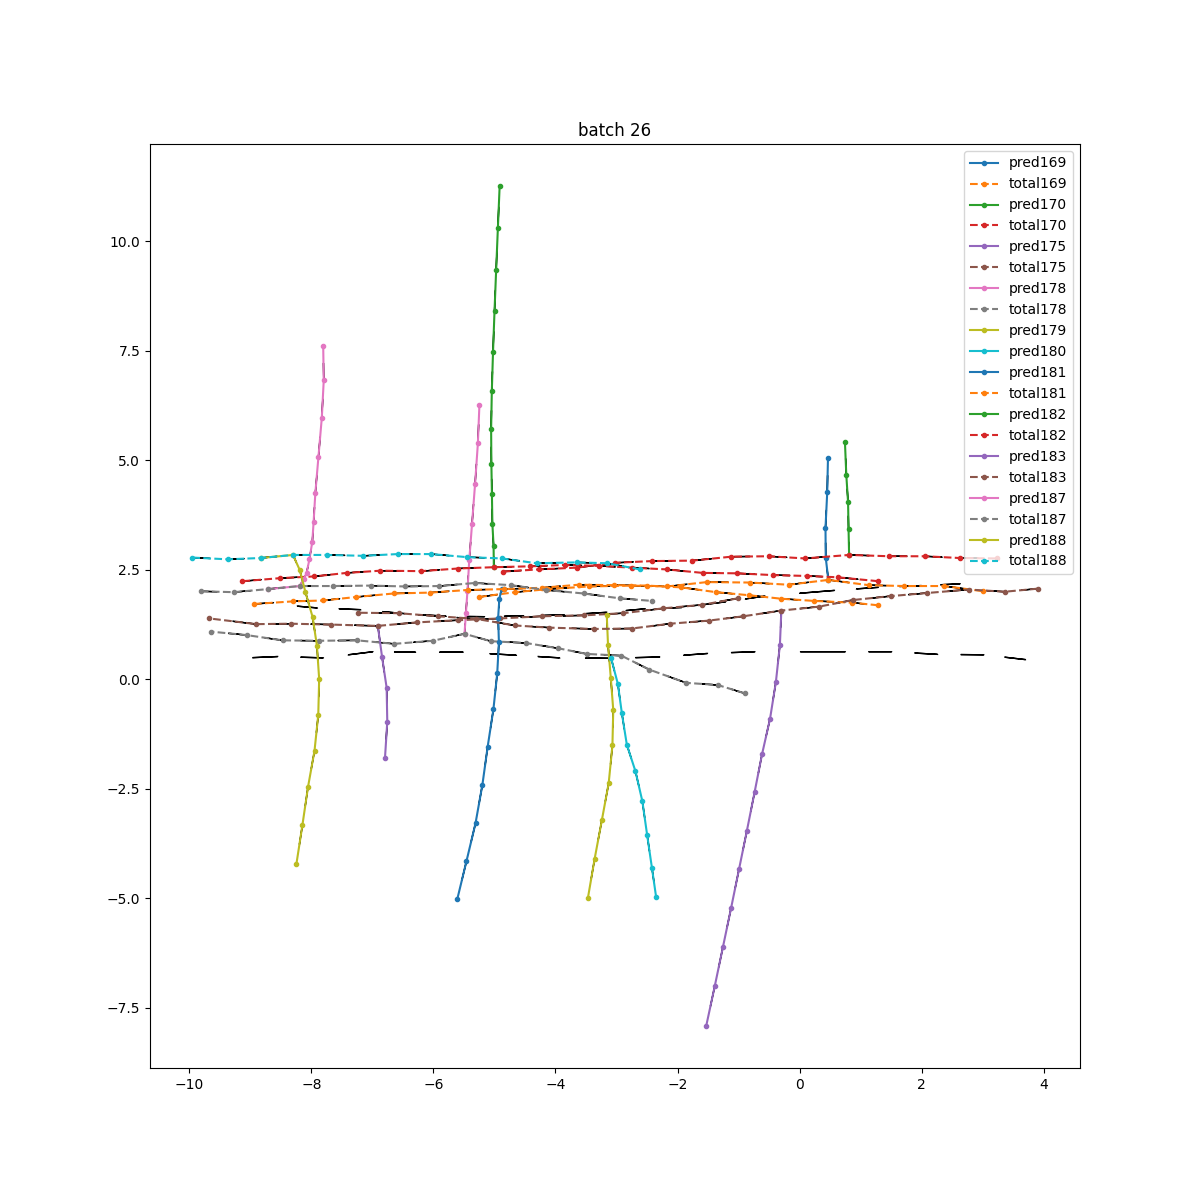 batch 26
pred169
total169
pred170
total170
pred175
total175
pred178
total178
pred179
pred180
pred181
total181
pred182
total182
pred183
total183
pred187
total187
pred188
total188
10.0
7.5
5.0
2.5
0.0
−2.5
−5.0
−7.5
−10 −8 −6 −4 −2 0 2 4